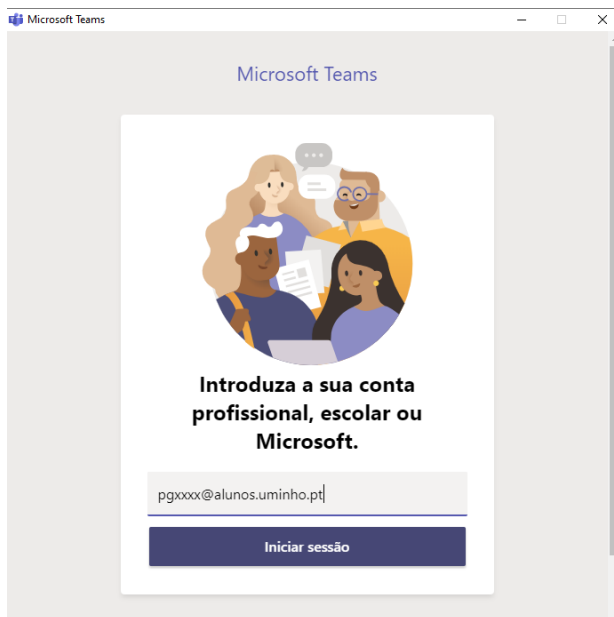 Microsoft Teams
Microsoft Teams
Introduza a sua conta
profissional, escolar ou
Microsoft.
pgxxxx@alunos.uminho.pt
Iniciar sessão